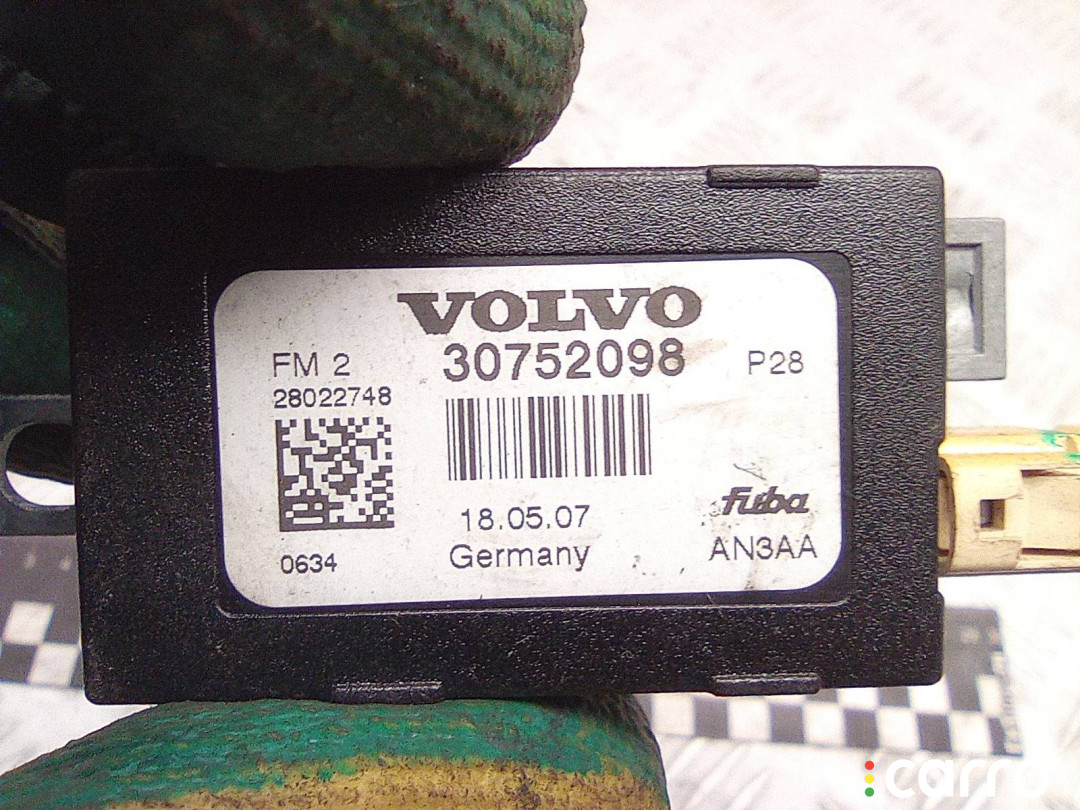 VOLVO
FM 2 30752098 P28
28022748
fuba
18.05.07
0634 Germany AN3AA
carro